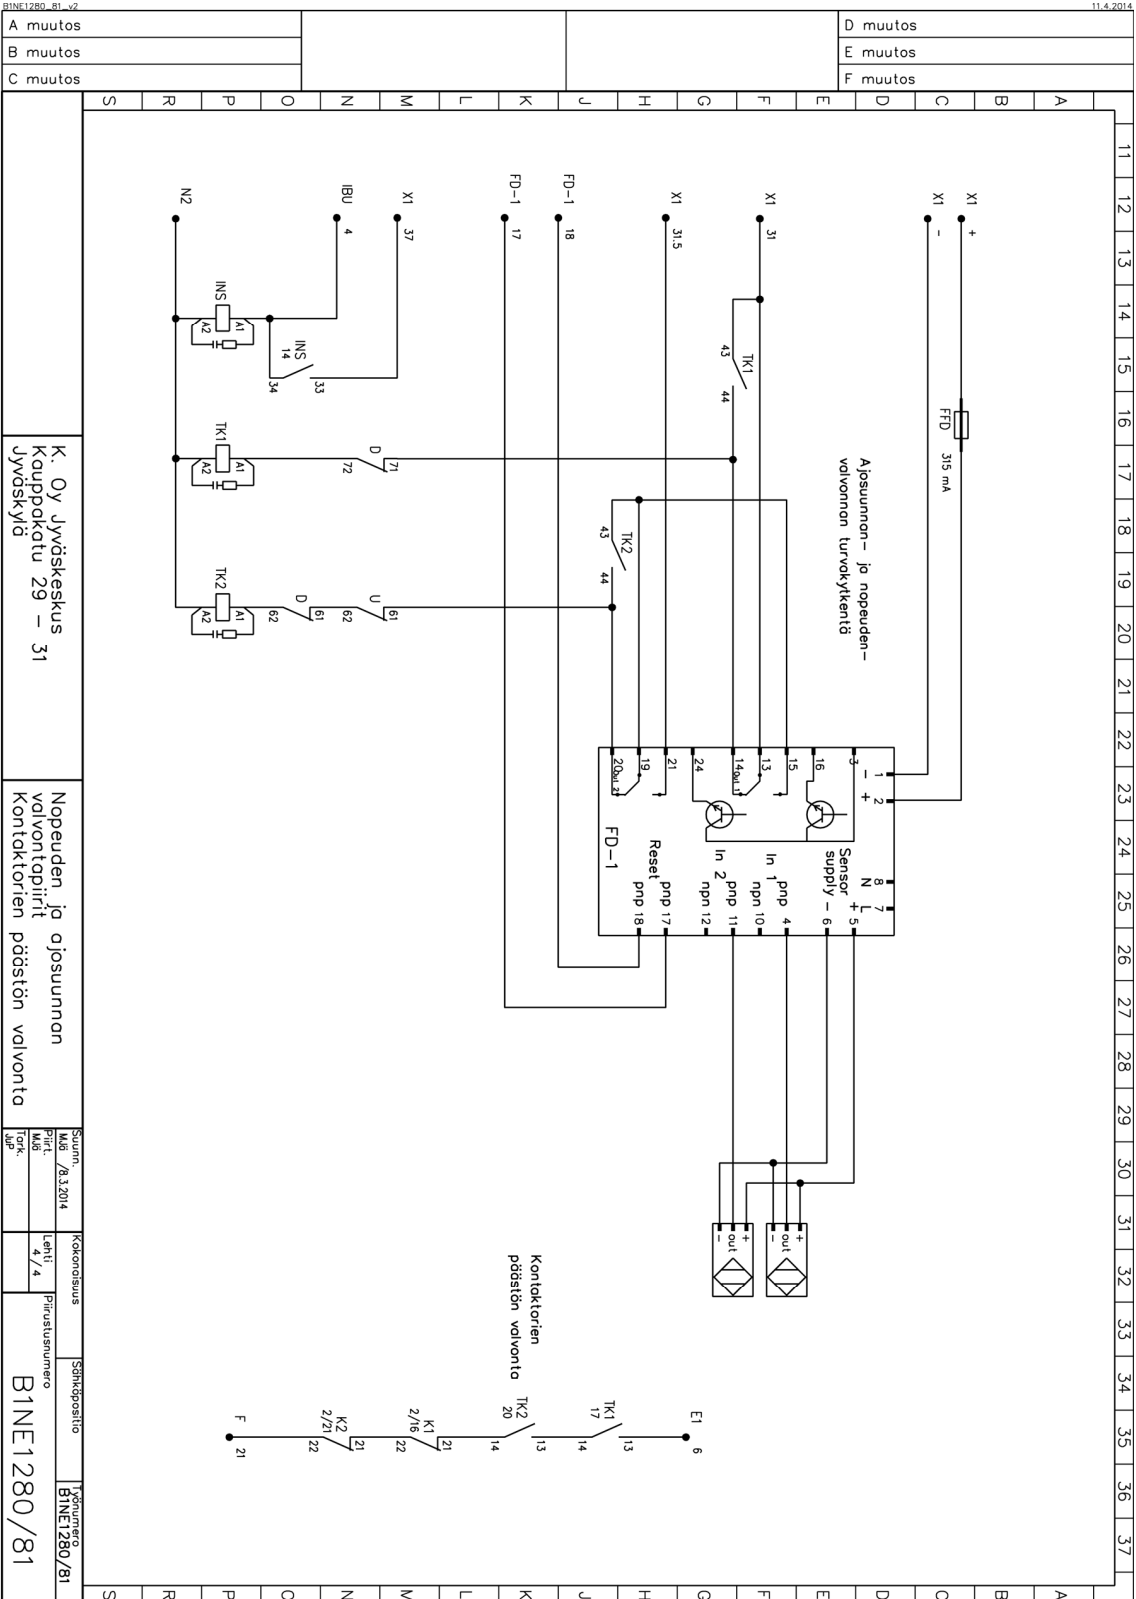 B1NE1280_81_v2
11.4.2014
A muutos
B muutos
C muutos
D muutos
E muutos
F muutos
S R P O N M L K J H G F E D C B A
11 12 13 14 15 16 17 18 19 20 21 22 23 24 25 26 27 28 29 30 31 32 33 34 35 36 37
X1 +
X1 -
FFD
315 mA
Ajosuunnan- ja nopeuden-
valvonnan turvakytkentä
X1 31
TK1
43 44
X1 31.5
FD-1 18
FD-1 17
X1 37
IBU 4
N2
INS
A1
A2
INS
14
33
34
TK1
A1
A2
D
71
72
TK2
43 44
TK2
A1
A2
D
61
62
U
61
62
1 -
2 +
3
16
15
13
14 Out 1
24
21
19
20 Out 2
8 N
7 L
Sensor + 5
supply - 6
In 1
pnp 4
npn 10
In 2
pnp 11
npn 12
Reset
pnp 17
pnp 18
FD-1
+
out
-
+
out
-
Kontaktorien
päästön valvonta
E1 6
TK1
17
13
14
TK2
20
13
14
K1
2/16
21
22
K2
2/21
21
22
F 21
K. Oy Jyväskeskus
Kauppakatu 29 - 31
Jyväskylä
Nopeuden ja ajosuunnan
valvontapiirit
Kontaktorien päästön valvonta
Suunn.
MJö /8.3.2014
Piirt.
MJö
Tark.
JuP
Kokonaisuus
Lehti
4/4
Sähköpositio
Työnumero
B1NE1280/81
Piirustusnumero
B1NE1280/81
S R P O N M L K J H G F E D C B A